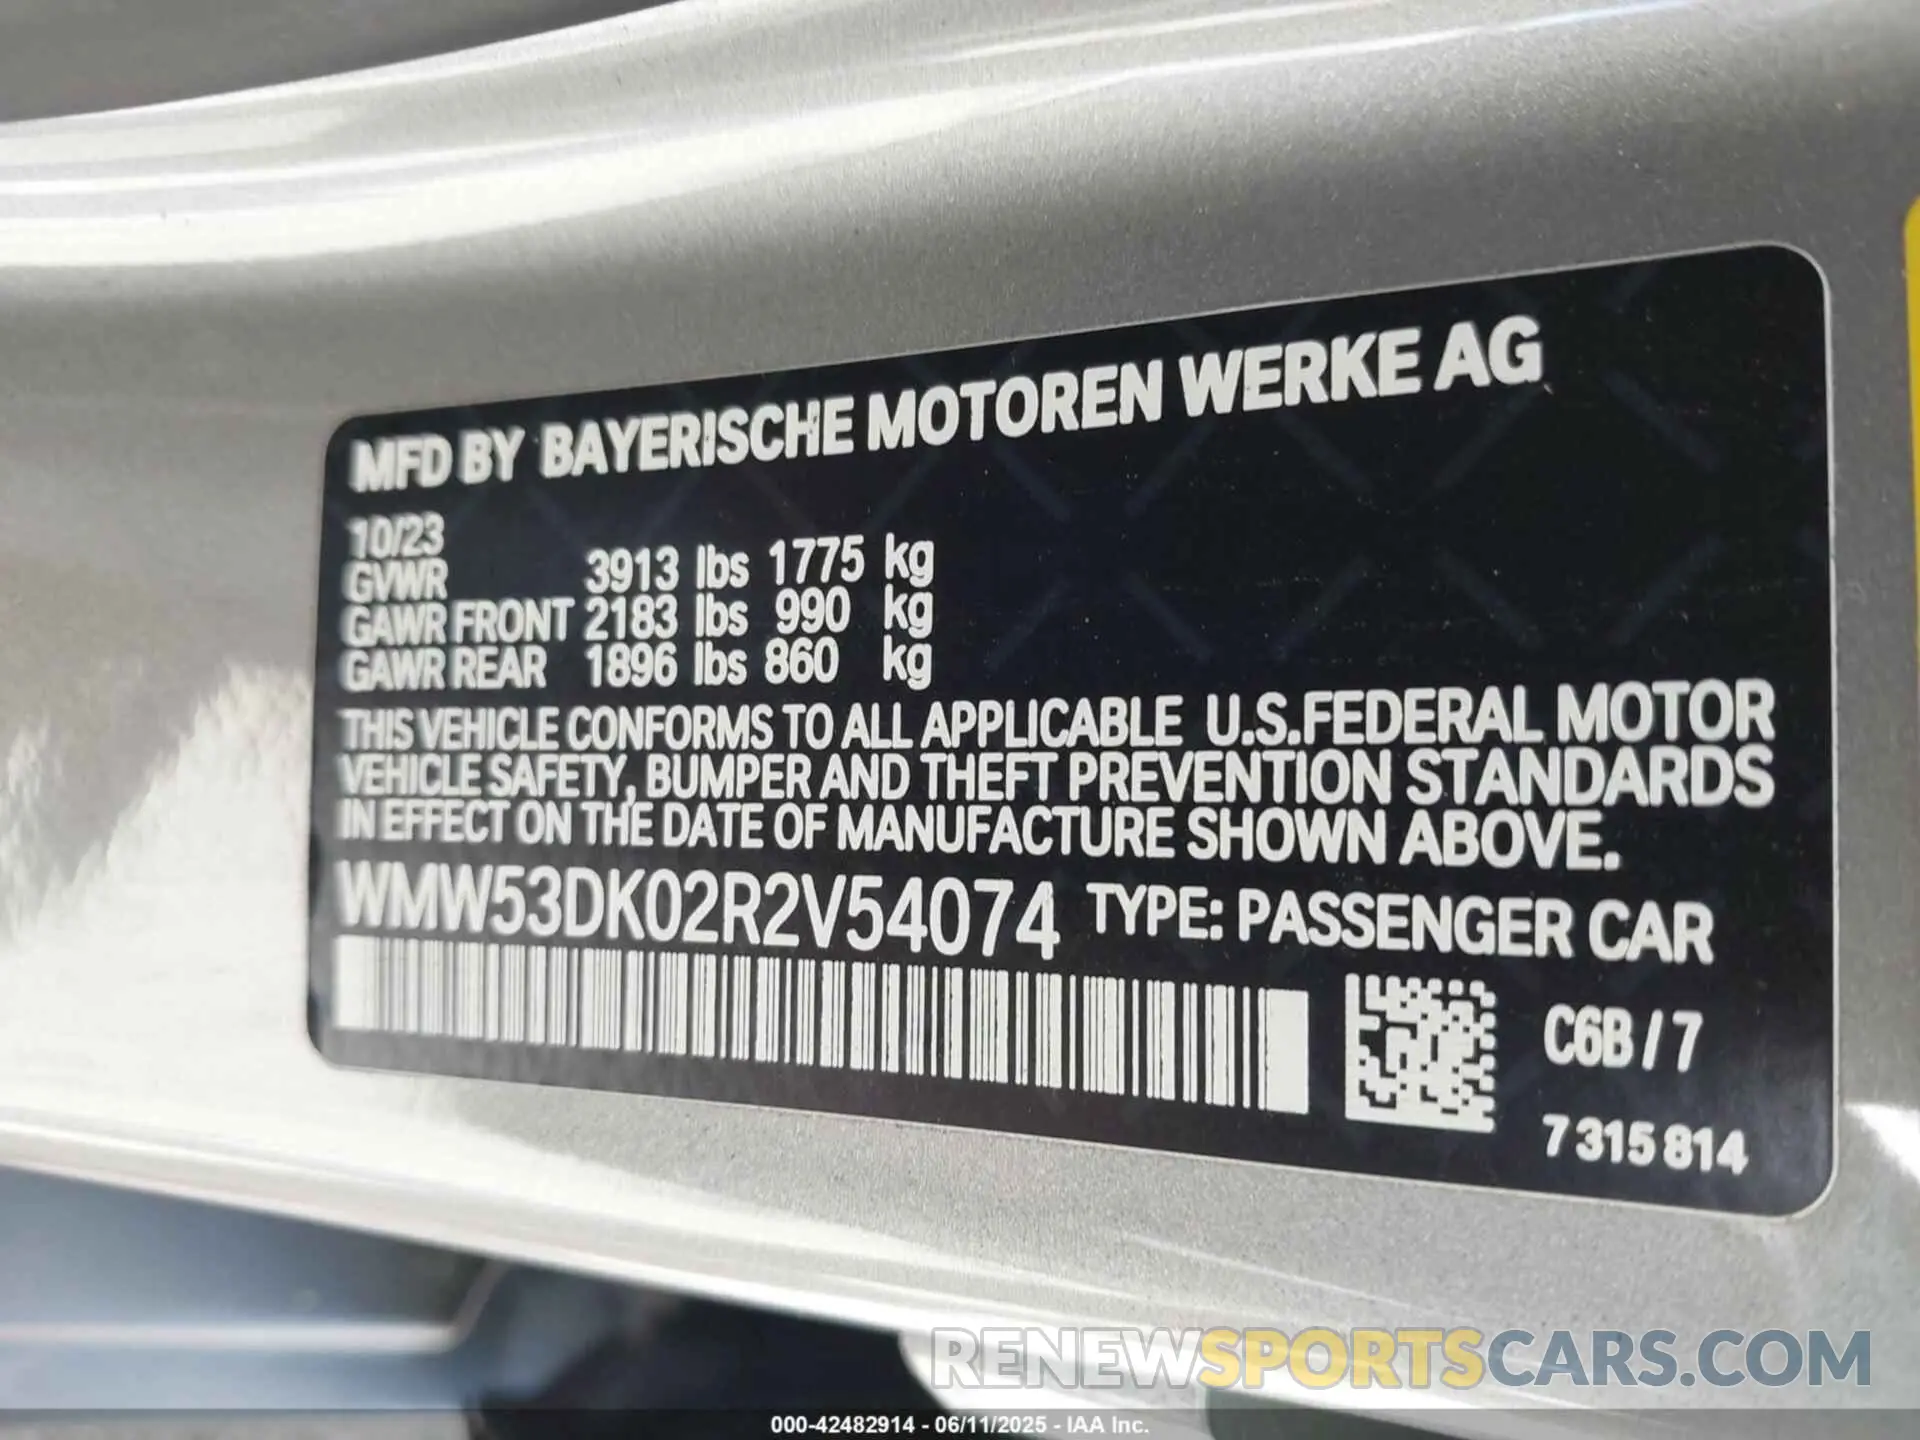 MFD BY BAYERISCHE MOTOREN WERKE AG
10/23
GVWR 3913 lbs 1775 kg
GAWR FRONT 2183 lbs 990 kg
GAWR REAR 1896 lbs 860 kg
THIS VEHICLE CONFORMS TO ALL APPLICABLE U.S.FEDERAL MOTOR
VEHICLE SAFETY, BUMPER AND THEFT PREVENTION STANDARDS
IN EFFECT ON THE DATE OF MANUFACTURE SHOWN ABOVE.
WMW53DK02R2V54074 TYPE: PASSENGER CAR
C6B / 7
7 315 814
RENEWSPORTSCARS.COM
000-42482914 - 06/11/2025 - IAA Inc.